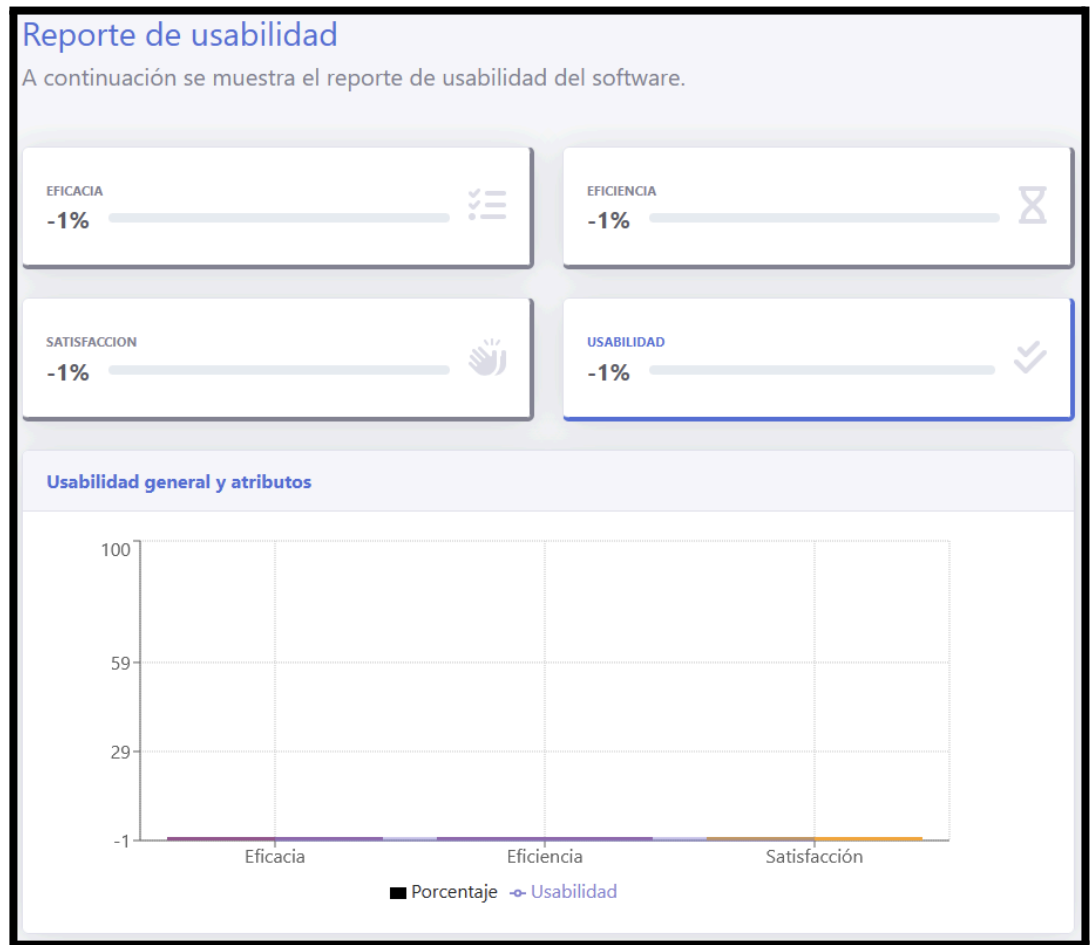 Reporte de usabilidad
A continuación se muestra el reporte de usabilidad del software.
EFICACIA
-1%
EFICIENCIA
-1%
SATISFACCION
-1%
USABILIDAD
-1%
Usabilidad general y atributos
100
59
29
-1
Eficacia Eficiencia Satisfacción
Porcentaje Usabilidad